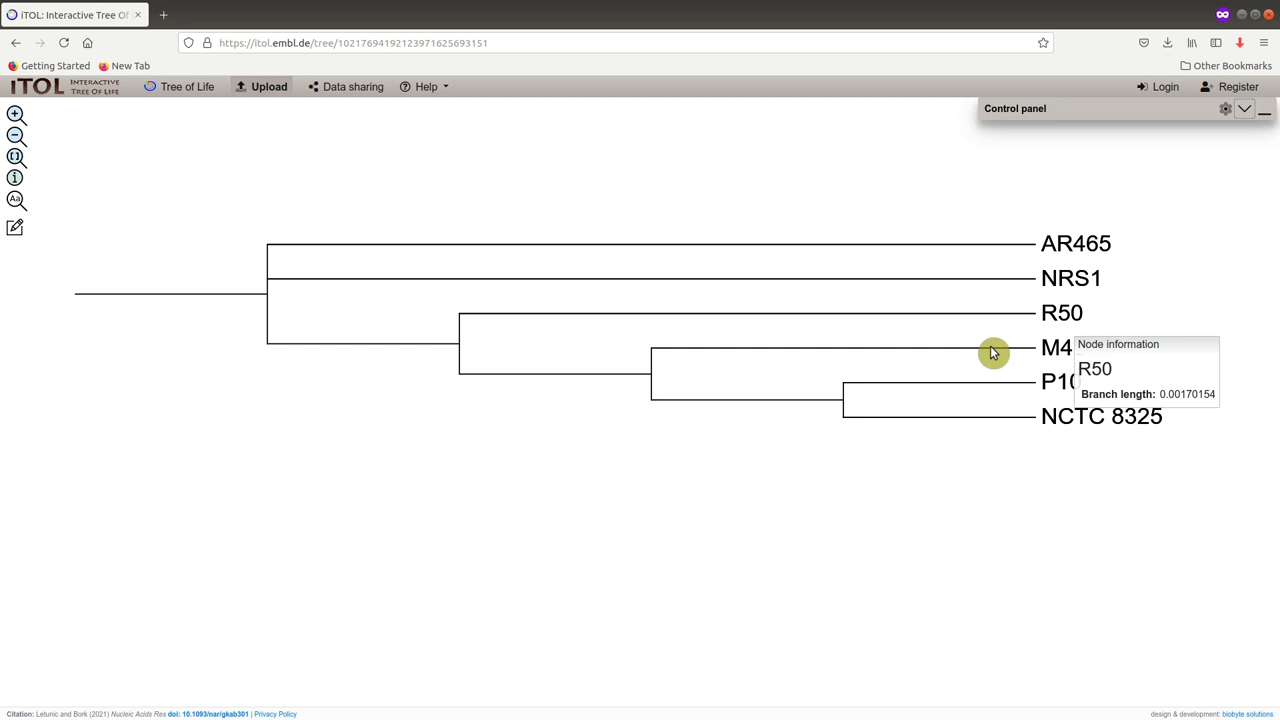 iTOL: Interactive Tree Of
https://itol.embl.de/tree/10217694192123971625693151
Getting Started New Tab Other Bookmarks
iTOL INTERACTIVE TREE OF LIFE Tree of Life Upload Data sharing Help Login Register
Control panel
Aa
AR465
NRS1
R50
Node information
R50
Branch length: 0.00170154
NCTC 8325
Citation: Letunic and Bork (2021) Nucleic Acids Res doi: 10.1093/nar/gkab301 | Privacy Policy design & development: biobyte solutions